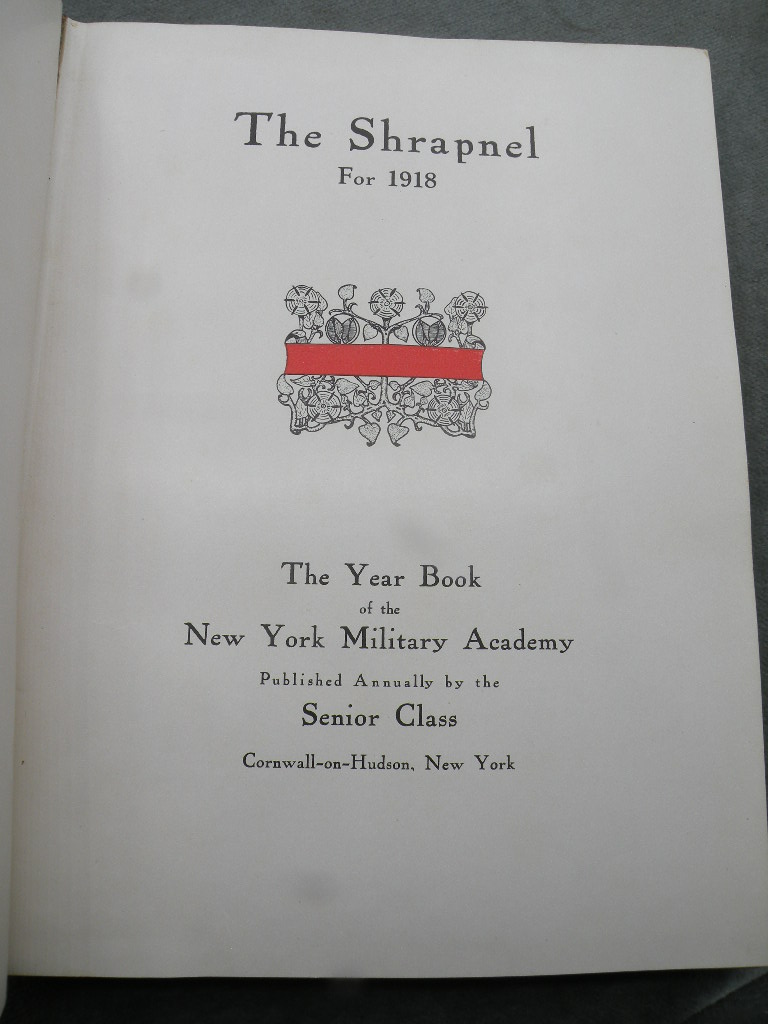 The Shrapnel
For 1918
The Year Book
of the
New York Military Academy
Published Annually by the
Senior Class
Cornwall-on-Hudson, New York